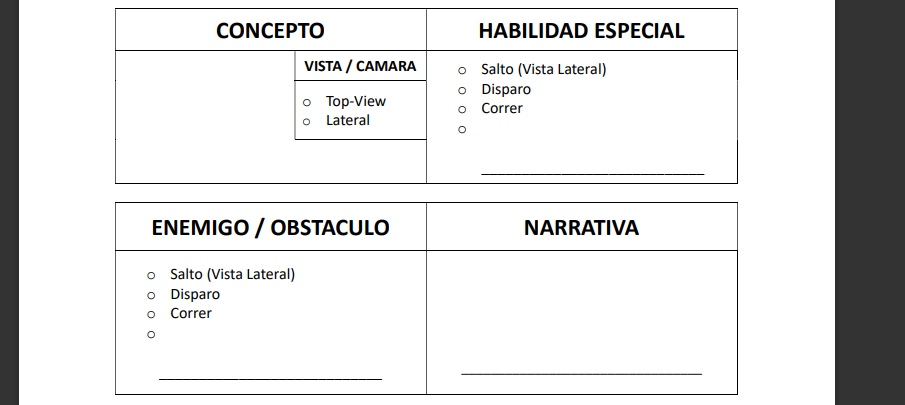 CONCEPTO
HABILIDAD ESPECIAL
VISTA / CAMARA
o Top-View
o Lateral
o Salto (Vista Lateral)
o Disparo
o Correr
o
ENEMIGO / OBSTACULO
NARRATIVA
o Salto (Vista Lateral)
o Disparo
o Correr
o